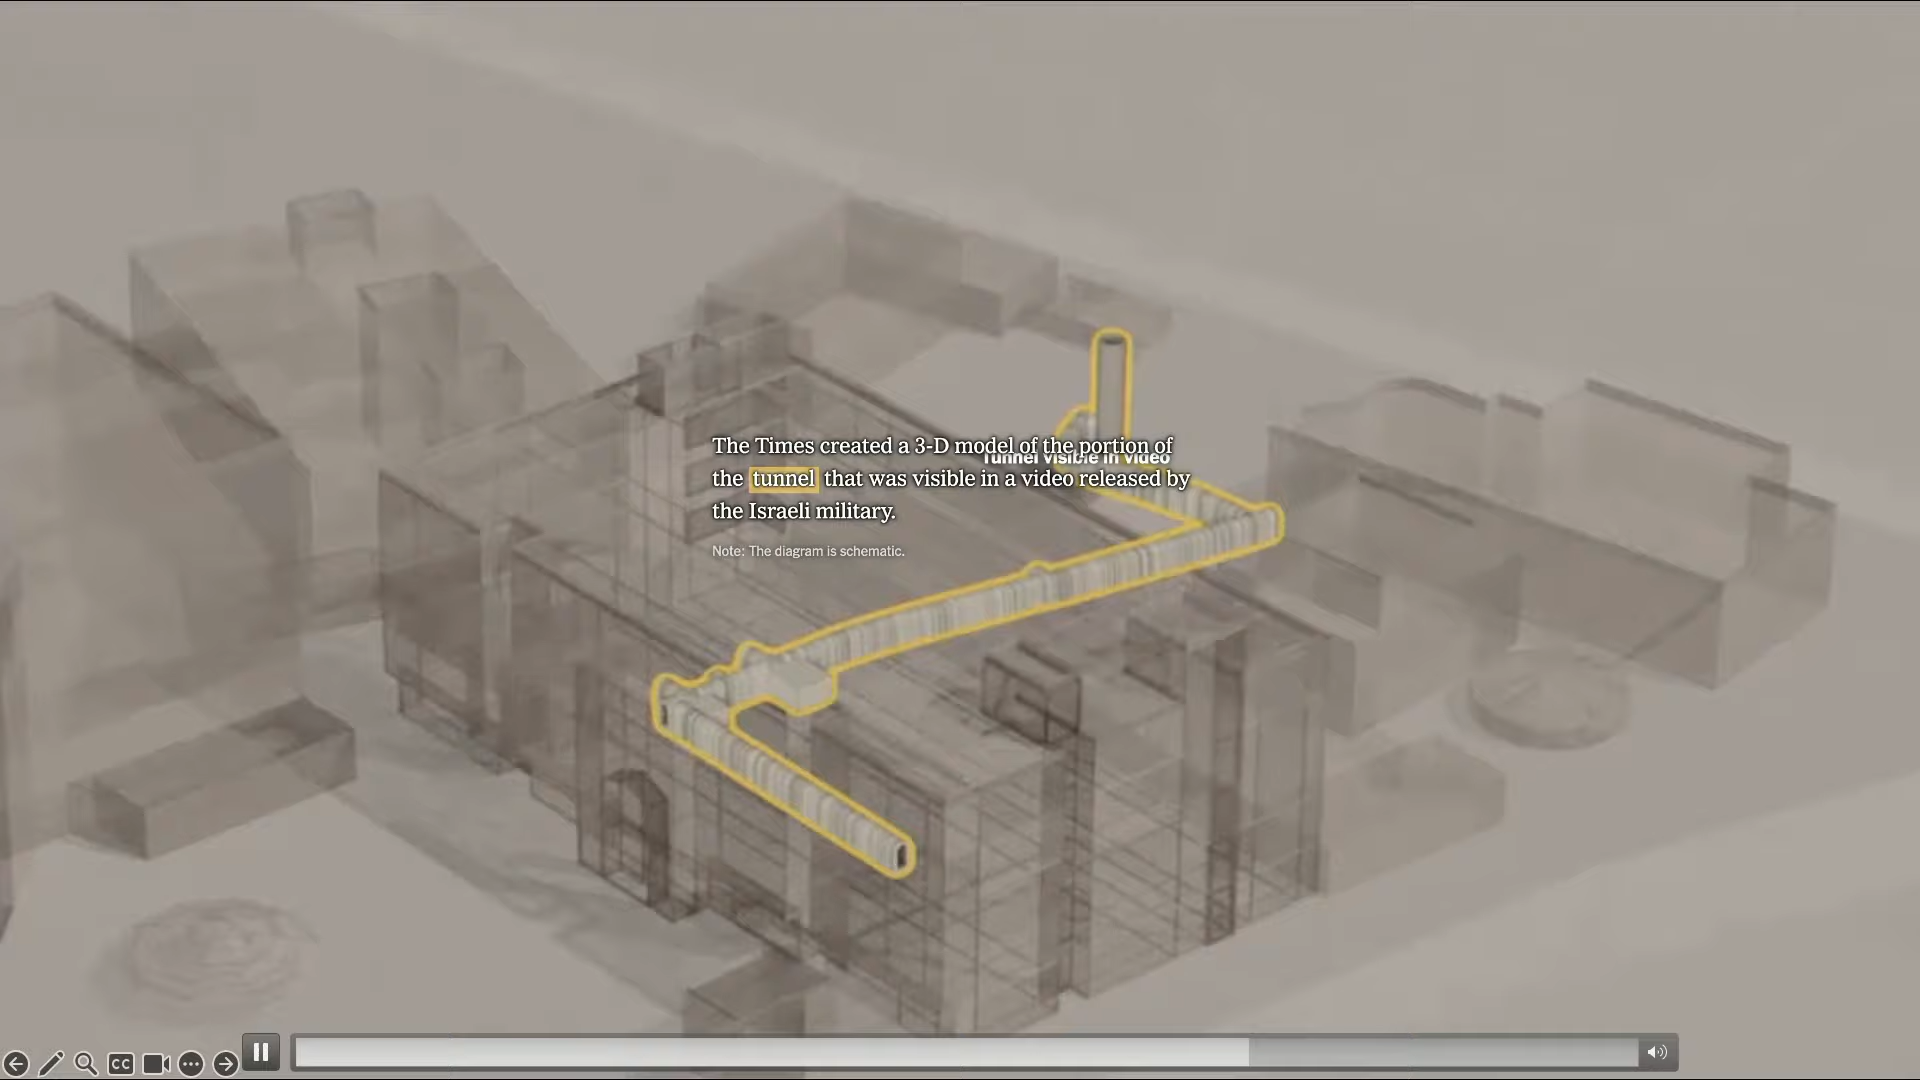 The Times created a 3-D model of the portion of
Tunnel visible in video
the tunnel that was visible in a video released by
the Israeli military.
Note: The diagram is schematic.
CC